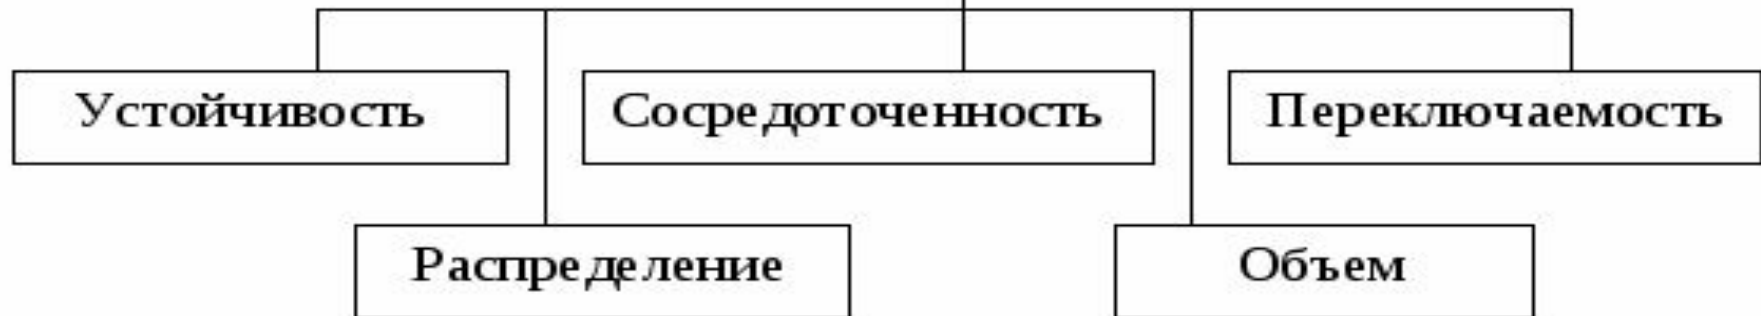 Устойчивость
Сосредоточенность
Переключаемость
Распределение
Объем